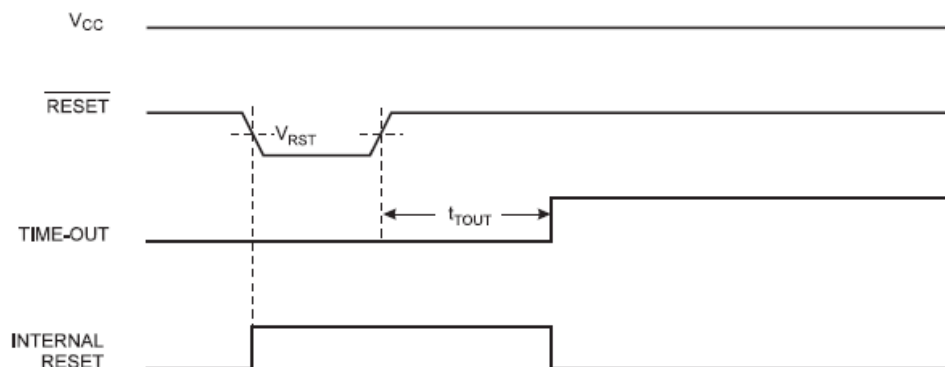 VCC
RESET
VRST
tTOUT
TIME-OUT
INTERNAL
RESET